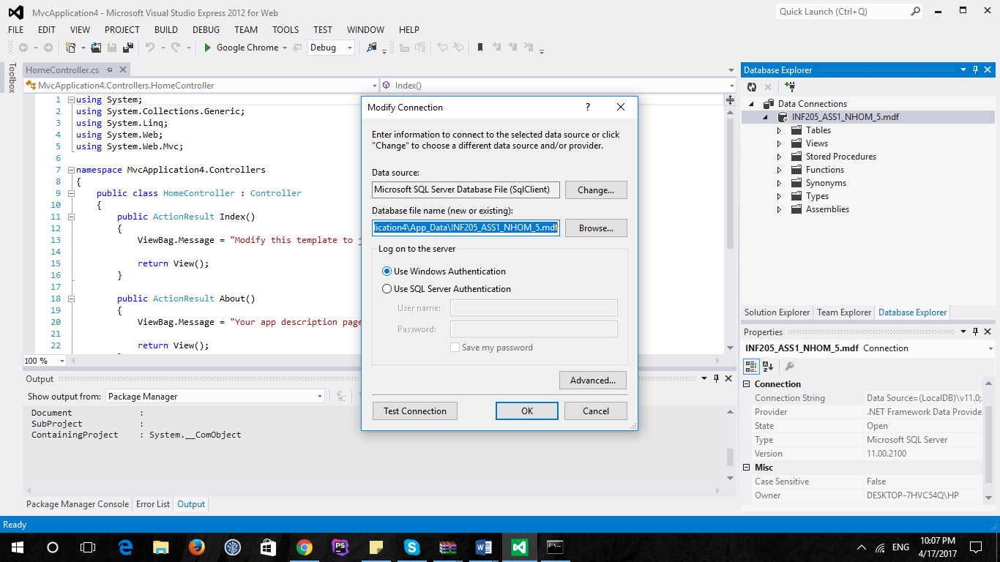 MvcApplication4 - Microsoft Visual Studio Express 2012 for Web
Quick Launch (Ctrl+Q)
FILE EDIT VIEW PROJECT BUILD DEBUG TEAM TOOLS TEST WINDOW HELP
Google Chrome Debug
Toolbox
HomeController.cs
MvcApplication4.Controllers.HomeController
Index()
1 using System;
2 using System.Collections.Generic;
3 using System.Linq;
4 using System.Web;
5 using System.Web.Mvc;
6
7 namespace MvcApplication4.Controllers
8 {
9 public class HomeController : Controller
10 {
11 public ActionResult Index()
12 {
13 ViewBag.Message = "Modify this template to j
14
15 return View();
16 }
17
18 public ActionResult About()
19 {
20 ViewBag.Message = "Your app description page
21
22 return View();
100 %
Modify Connection
?
Enter information to connect to the selected data source or click
"Change" to choose a different data source and/or provider.
Data source:
Microsoft SQL Server Database File (SqlClient)
Change...
Database file name (new or existing):
lication4\App_Data\INF205_ASS1_NHOM_5.mdf
Browse...
Log on to the server
Use Windows Authentication
Use SQL Server Authentication
User name:
Password:
Save my password
Advanced...
Test Connection
OK
Cancel
Database Explorer
Data Connections
INF205_ASS1_NHOM_5.mdf
Tables
Views
Stored Procedures
Functions
Synonyms
Types
Assemblies
Solution Explorer Team Explorer Database Explorer
Properties
INF205_ASS1_NHOM_5.mdf Connection
Connection
Connection String Data Source=(LocalDB)\v11.0;
Provider .NET Framework Data Provide
State Open
Type Microsoft SQL Server
Version 11.00.2100
Misc
Case Sensitive False
Owner DESKTOP-7HVC54Q\HP
Output
Show output from: Package Manager
Document :
SubProject :
ContainingProject : System.__ComObject
Package Manager Console Error List Output
Ready
ENG
10:07 PM
4/17/2017